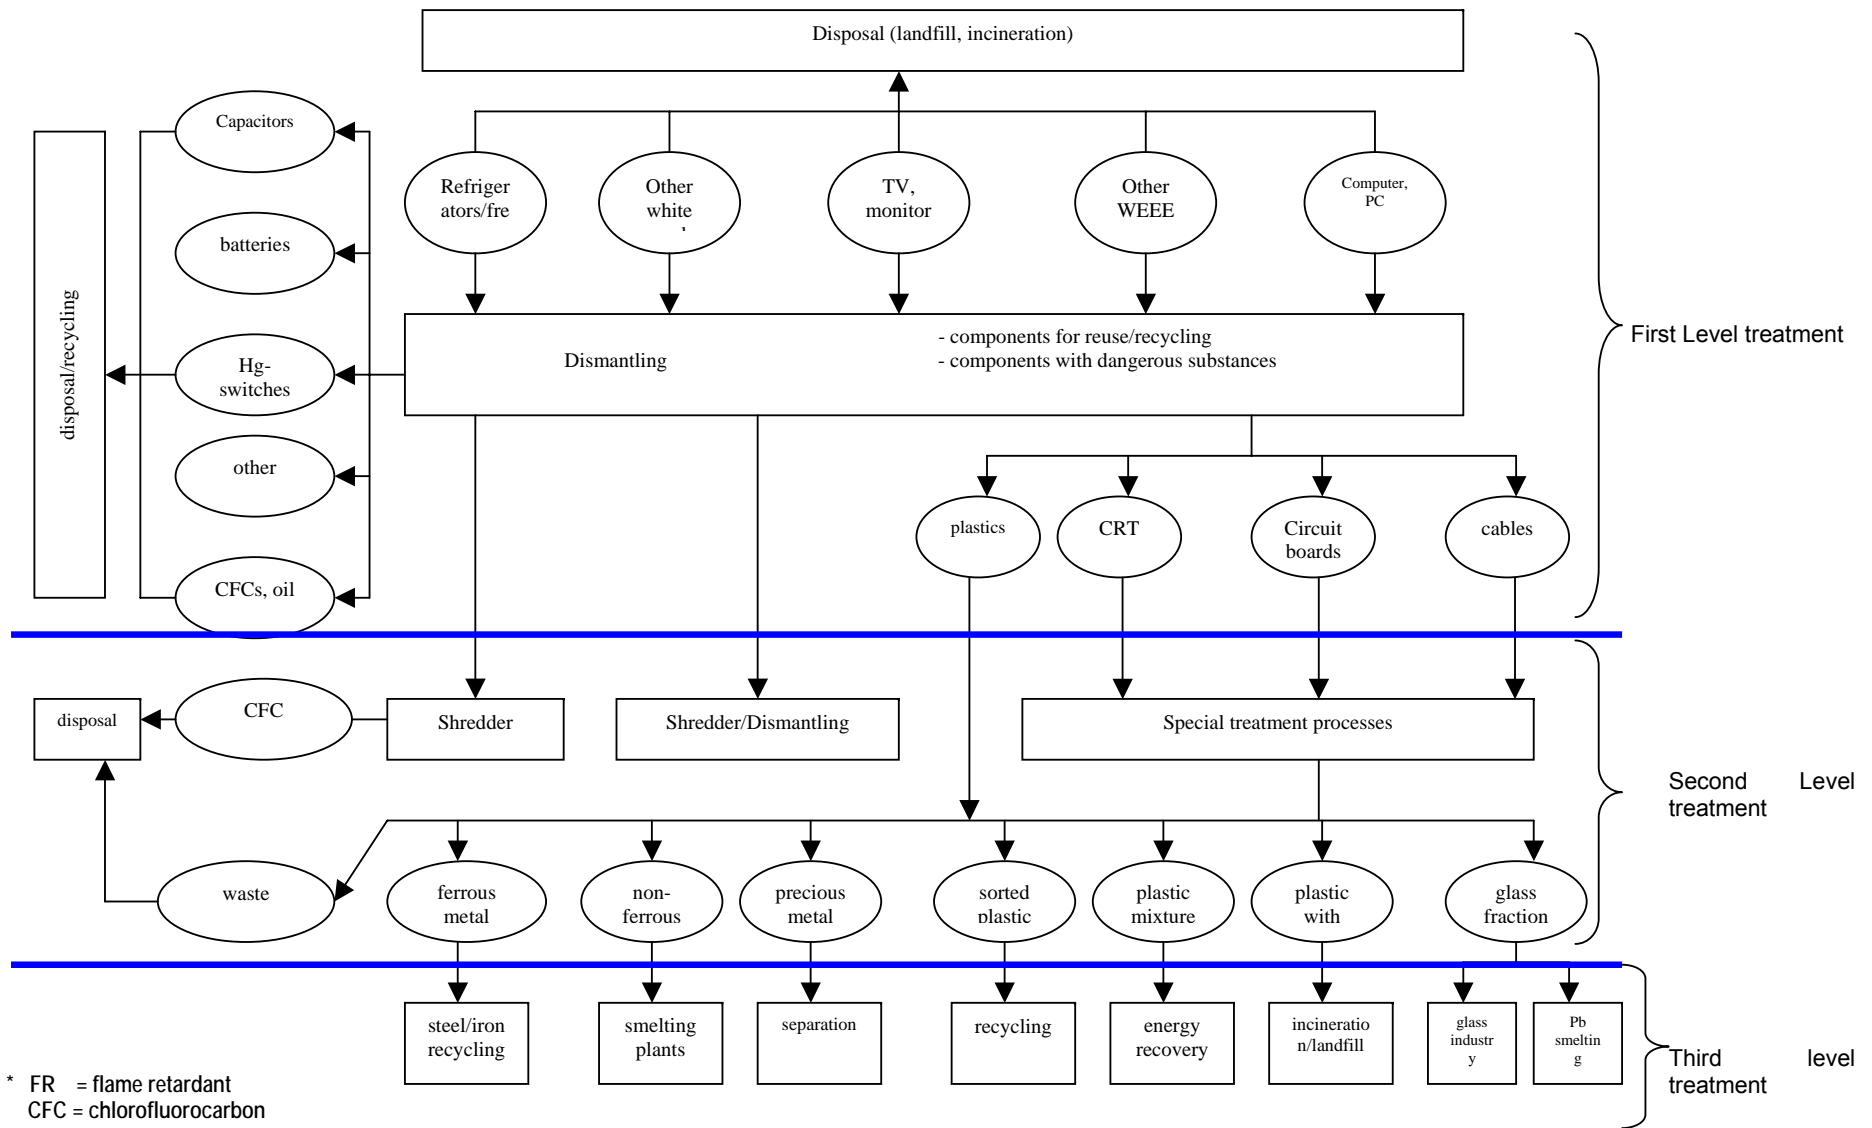 Disposal (landfill, incineration)
Capacitors
Refriger
ators/fre
Other
white
TV,
monitor
Other
WEEE
Computer,
PC
batteries
disposal/recycling
- components for reuse/recycling
Dismantling
- components with dangerous substances
First Level treatment
Hg-
switches
other
plastics
CRT
Circuit
boards
cables
CFCs, oil
disposal
CFC
Shredder
Shredder/Dismantling
Special treatment processes
Second Level
treatment
waste
ferrous
metal
non-
ferrous
precious
metal
sorted
plastic
plastic
mixture
plastic
with
glass
fraction
steel/iron
recycling
smelting
plants
separation
recycling
energy
recovery
incineratio
n/landfill
glass
industr
y
Pb
smeltin
g
Third level
treatment
* FR = flame retardant
CFC = chlorofluorocarbon